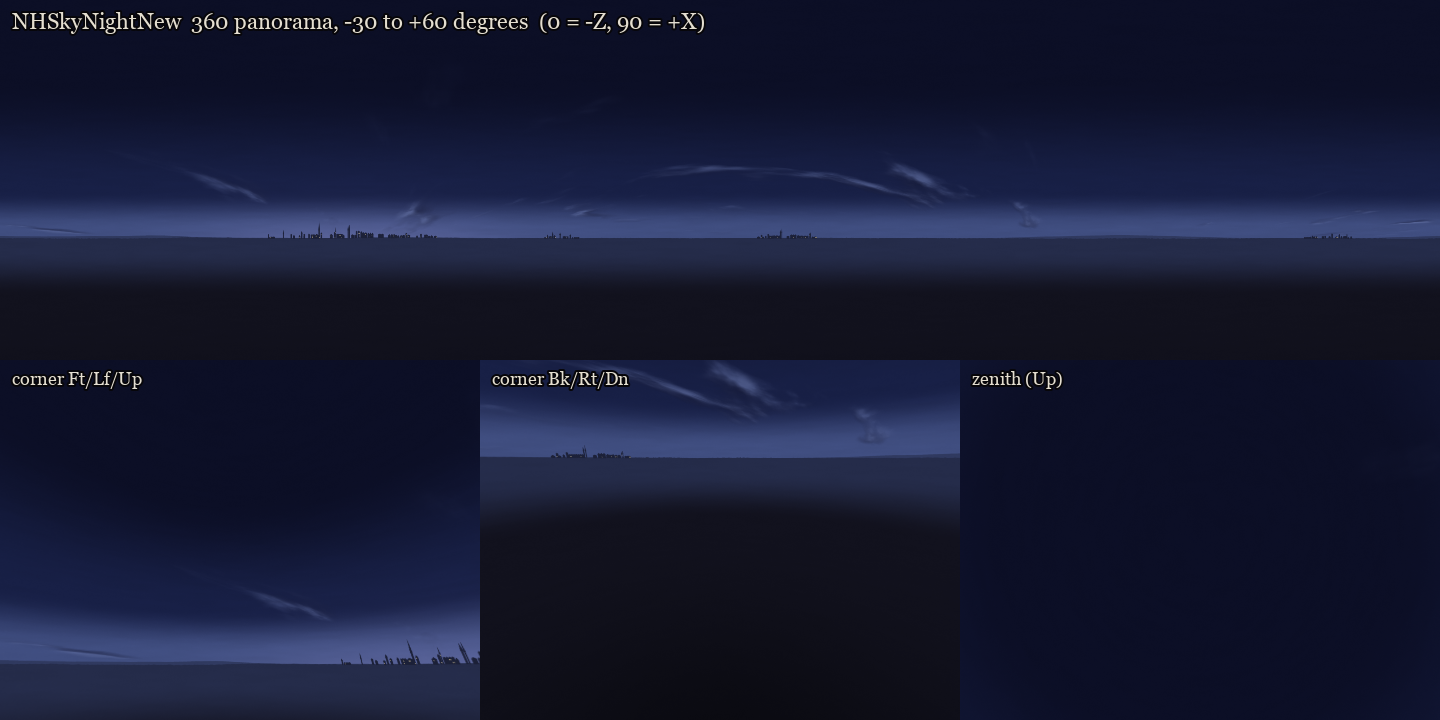 NHSkyNightNew 360 panorama, -30 to +60 degrees (0 = -Z, 90 = +X)
corner Ft/Lf/Up
corner Bk/Rt/Dn
zenith (Up)